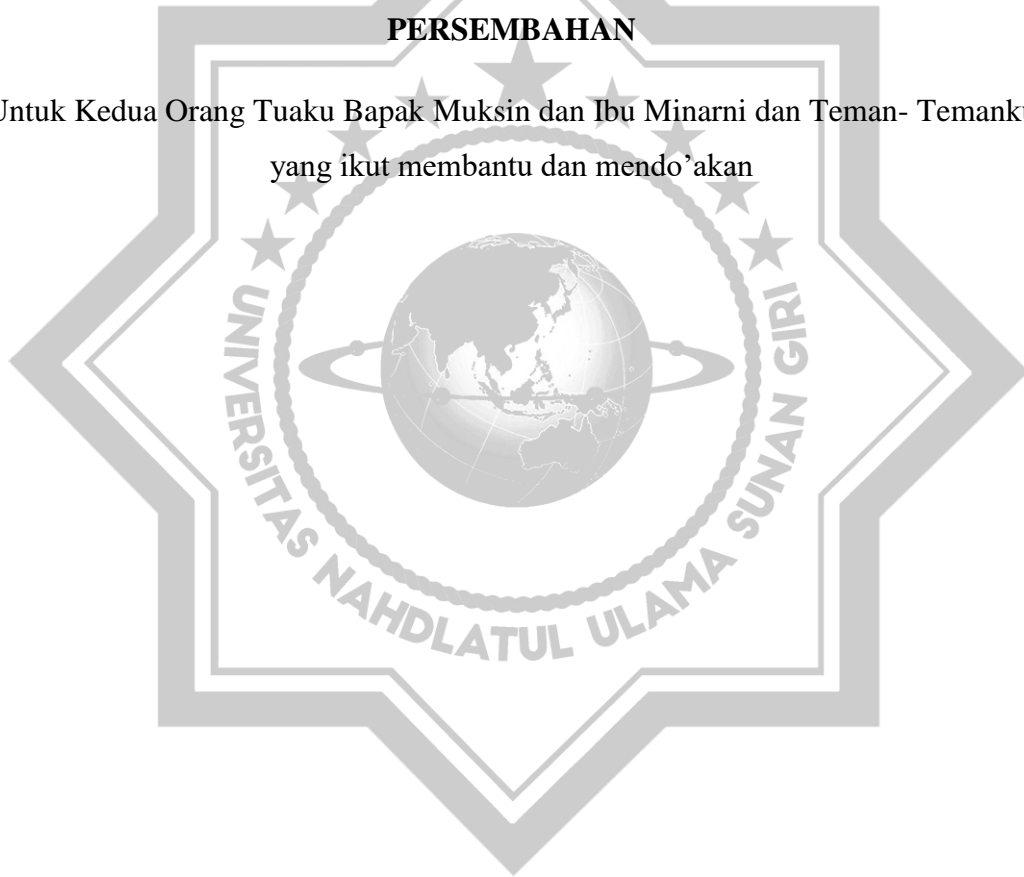 PERSEMBAHAN
Untuk Kedua Orang Tuaku Bapak Muksin dan Ibu Minarni dan Teman- Temanku
yang ikut membantu dan mendo’akan
UNIVERSITAS NAHDLATUL ULAMA SUNAN GIRI